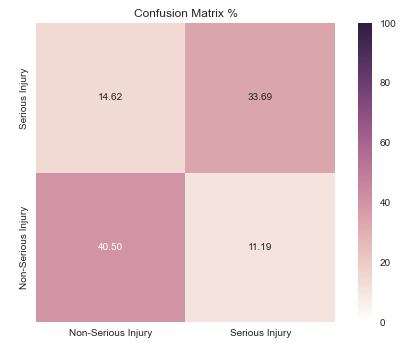 Confusion Matrix %
Serious Injury
14.62
33.69
Non-Serious Injury
40.50
11.19
Non-Serious Injury
Serious Injury
100
80
60
40
20
0